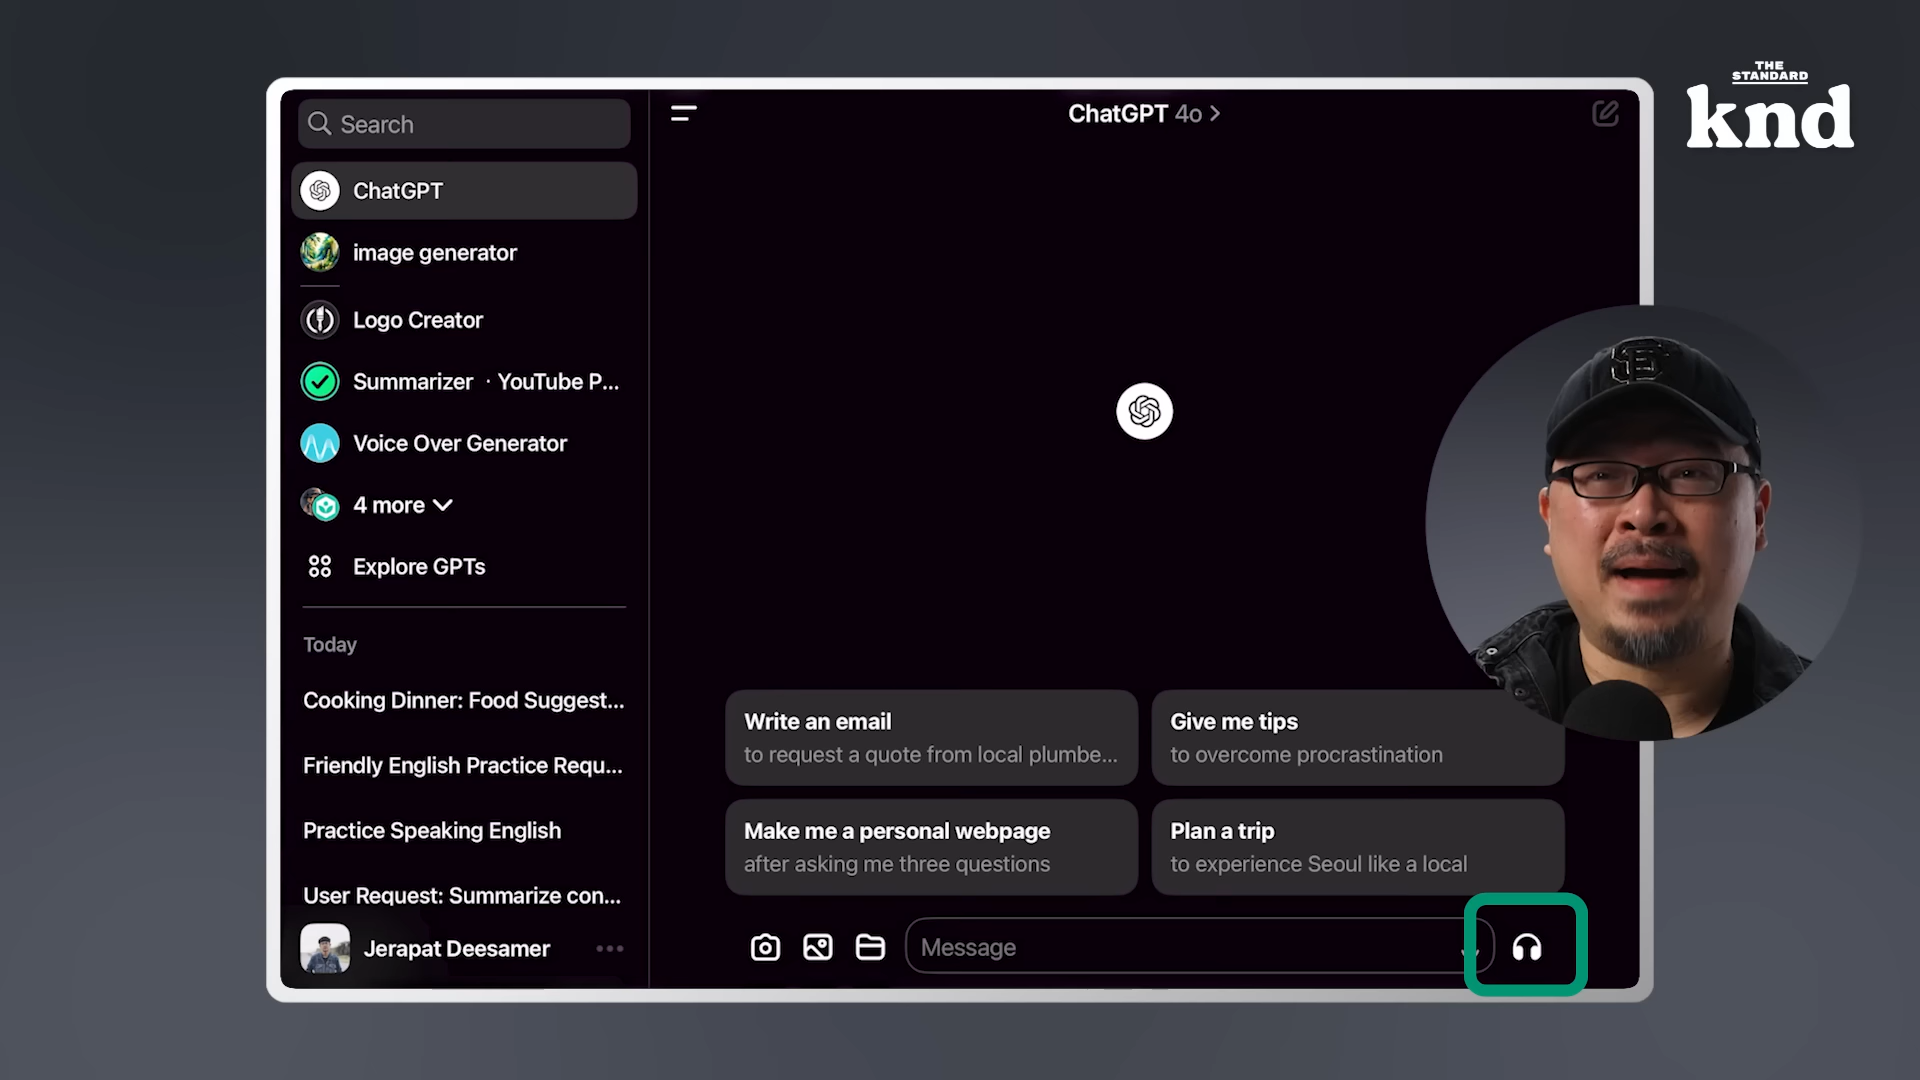 THE
STANDARD
knd
Search
ChatGPT
image generator
Logo Creator
Summarizer · YouTube P...
Voice Over Generator
4 more
Explore GPTs
Today
Cooking Dinner: Food Suggest...
Friendly English Practice Requ...
Practice Speaking English
User Request: Summarize con...
Jerapat Deesamer
ChatGPT 4o >
Write an email
to request a quote from local plumbe...
Give me tips
to overcome procrastination
Make me a personal webpage
after asking me three questions
Plan a trip
to experience Seoul like a local
Message